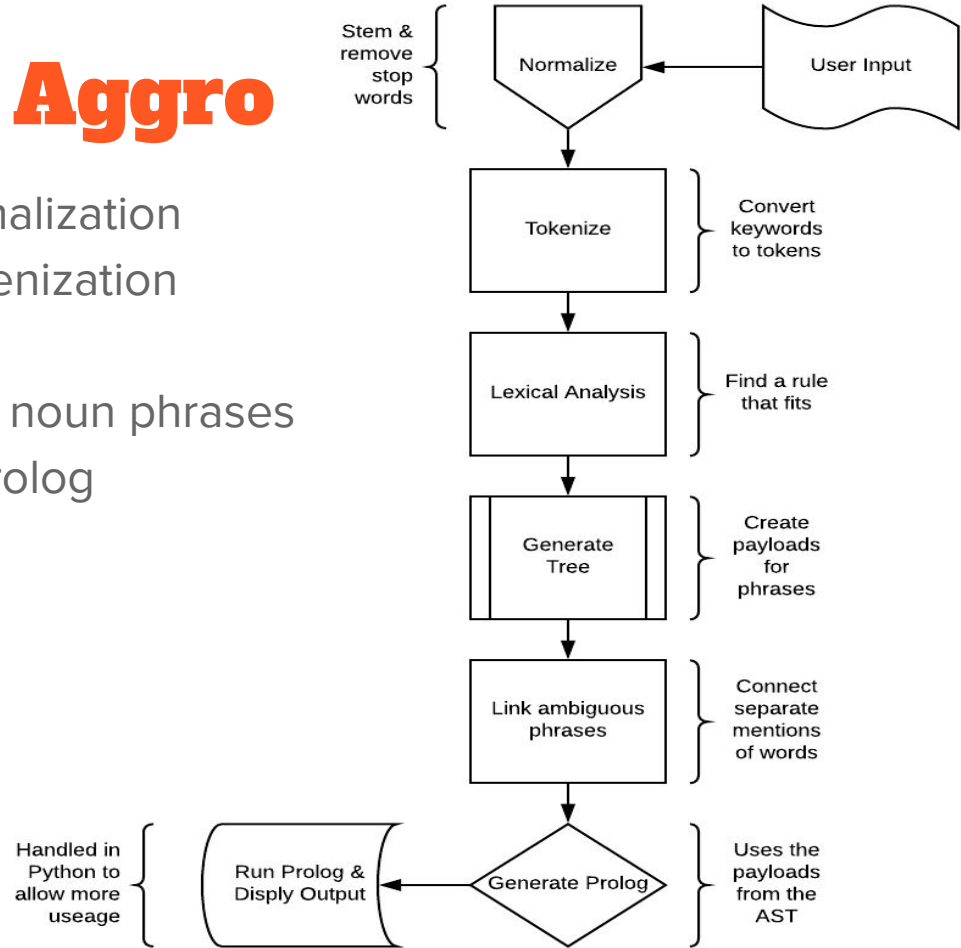 Aggro
nalization
enization
noun phrases
rolog
Stem &
remove
stop
words
Normalize
User Input
Tokenize
Convert
keywords
to tokens
Lexical Analysis
Find a rule
that fits
Generate
Tree
Create
payloads
for
phrases
Link ambiguous
phrases
Connect
separate
mentions
of words
Handled in
Python to
allow more
useage
Run Prolog &
Disply Output
Generate Prolog
Uses the
payloads
from the
AST